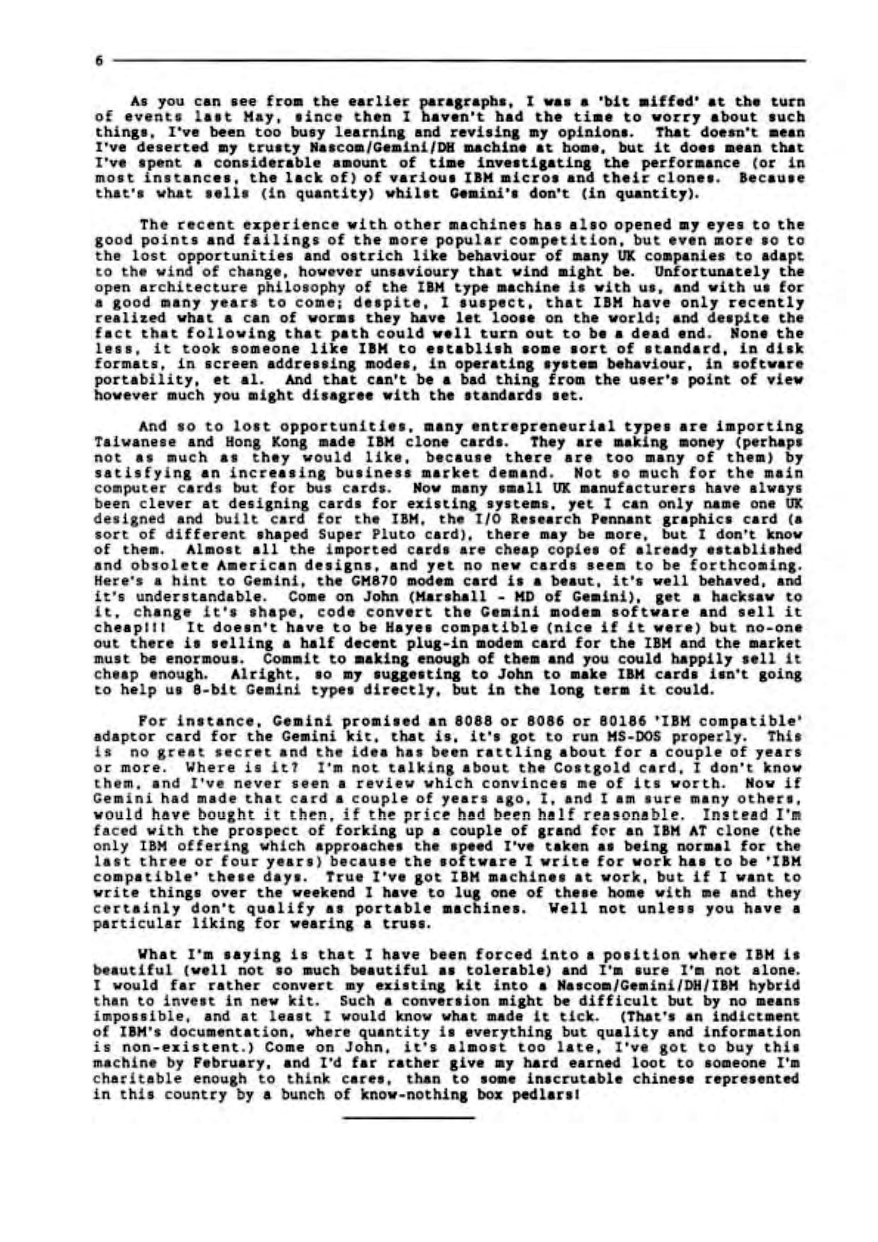 6
As you can see from the earlier paragraphs, I was a 'bit miffed' at the turn
of events last May, since then I haven't had the time to worry about such
things, I've been too busy learning and revising my opinions. That doesn't mean
I've deserted my trusty Nascom/Gemini/DH machine at home, but it does mean that
I've spent a considerable amount of time investigating the performance (or in
most instances, the lack of) of various IBM micros and their clones. Because
that's what sells (in quantity) whilst Gemini's don't (in quantity).
The recent experience with other machines has also opened my eyes to the
good points and failings of the more popular competition, but even more so to
the lost opportunities and ostrich like behaviour of many UK companies to adapt
to the wind of change, however unsavioury that wind might be. Unfortunately the
open architecture philosophy of the IBM type machine is with us, and with us for
a good many years to come; despite, I suspect, that IBM have only recently
realized what a can of worms they have let loose on the world; and despite the
fact that following that path could well turn out to be a dead end. None the
less, it took someone like IBM to establish some sort of standard, in disk
formats, in screen addressing modes, in operating system behaviour, in software
portability, et al. And that can't be a bad thing from the user's point of view
however much you might disagree with the standards set.
And so to lost opportunities, many entrepreneurial types are importing
Taiwanese and Hong Kong made IBM clone cards. They are making money (perhaps
not as much as they would like, because there are too many of them) by
satisfying an increasing business market demand. Not so much for the main
computer cards but for bus cards. Now many small UK manufacturers have always
been clever at designing cards for existing systems, yet I can only name one UK
designed and built card for the IBM, the I/O Research Pennant graphics card (a
sort of different shaped Super Pluto card), there may be more, but I don't know
of them. Almost all the imported cards are cheap copies of already established
and obsolete American designs, and yet no new cards seem to be forthcoming.
Here's a hint to Gemini, the GM870 modem card is a beaut, it's well behaved, and
it's understandable. Come on John (Marshall - MD of Gemini), get a hacksaw to
it, change it's shape, code convert the Gemini modem software and sell it
cheap!!! It doesn't have to be Hayes compatible (nice if it were) but no-one
out there is selling a half decent plug-in modem card for the IBM and the market
must be enormous. Commit to making enough of them and you could happily sell it
cheap enough. Alright, so my suggesting to John to make IBM cards isn't going
to help us 8-bit Gemini types directly, but in the long term it could.
For instance, Gemini promised an 8088 or 8086 or 80186 'IBM compatible'
adaptor card for the Gemini kit, that is, it's got to run MS-DOS properly. This
is no great secret and the idea has been rattling about for a couple of years
or more. Where is it? I'm not talking about the Costgold card, I don't know
them, and I've never seen a review which convinces me of its worth. Now if
Gemini had made that card a couple of years ago, I, and I am sure many others,
would have bought it then, if the price had been half reasonable. Instead I'm
faced with the prospect of forking up a couple of grand for an IBM AT clone (the
only IBM offering which approaches the speed I've taken as being normal for the
last three or four years) because the software I write for work has to be 'IBM
compatible' these days. True I've got IBM machines at work, but if I want to
write things over the weekend I have to lug one of these home with me and they
certainly don't qualify as portable machines. Well not unless you have a
particular liking for wearing a truss.
What I'm saying is that I have been forced into a position where IBM is
beautiful (well not so much beautiful as tolerable) and I'm sure I'm not alone.
I would far rather convert my existing kit into a Nascom/Gemini/DH/IBM hybrid
than to invest in new kit. Such a conversion might be difficult but by no means
impossible, and at least I would know what made it tick. (That's an indictment
of IBM's documentation, where quantity is everything but quality and information
is non-existent.) Come on John, it's almost too late, I've got to buy this
machine by February, and I'd far rather give my hard earned loot to someone I'm
charitable enough to think cares, than to some inscrutable chinese represented
in this country by a bunch of know-nothing box pedlars!